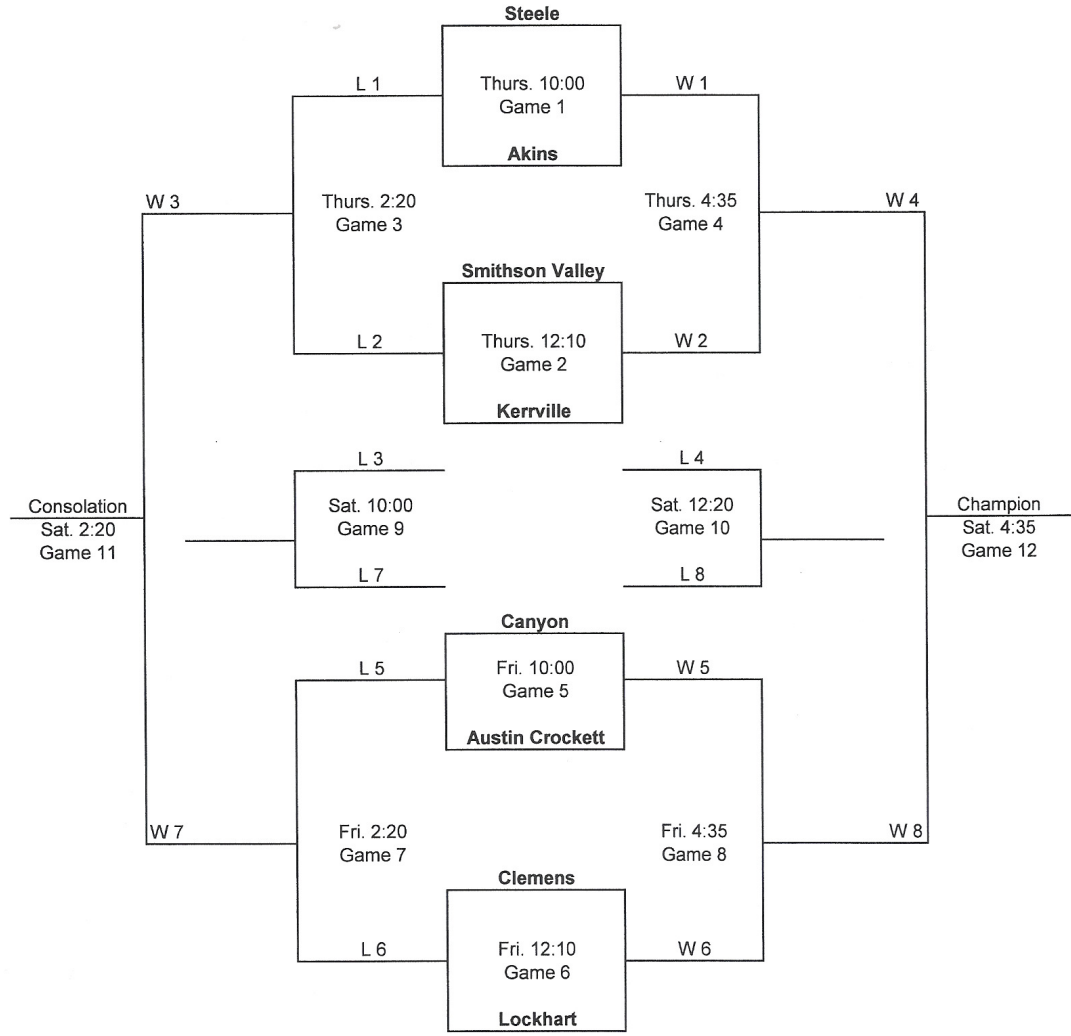 Steele
L 1
Thurs. 10:00
Game 1
W 1
Akins
W 3
Thurs. 2:20
Game 3
Thurs. 4:35
Game 4
W 4
Smithson Valley
L 2
Thurs. 12:10
Game 2
W 2
Kerrville
L 3
L 4
Consolation
Sat. 2:20
Game 11
Sat. 10:00
Game 9
Sat. 12:20
Game 10
Champion
Sat. 4:35
Game 12
L 7
L 8
Canyon
L 5
Fri. 10:00
Game 5
W 5
Austin Crockett
W 7
Fri. 2:20
Game 7
Fri. 4:35
Game 8
W 8
Clemens
L 6
Fri. 12:10
Game 6
W 6
Lockhart